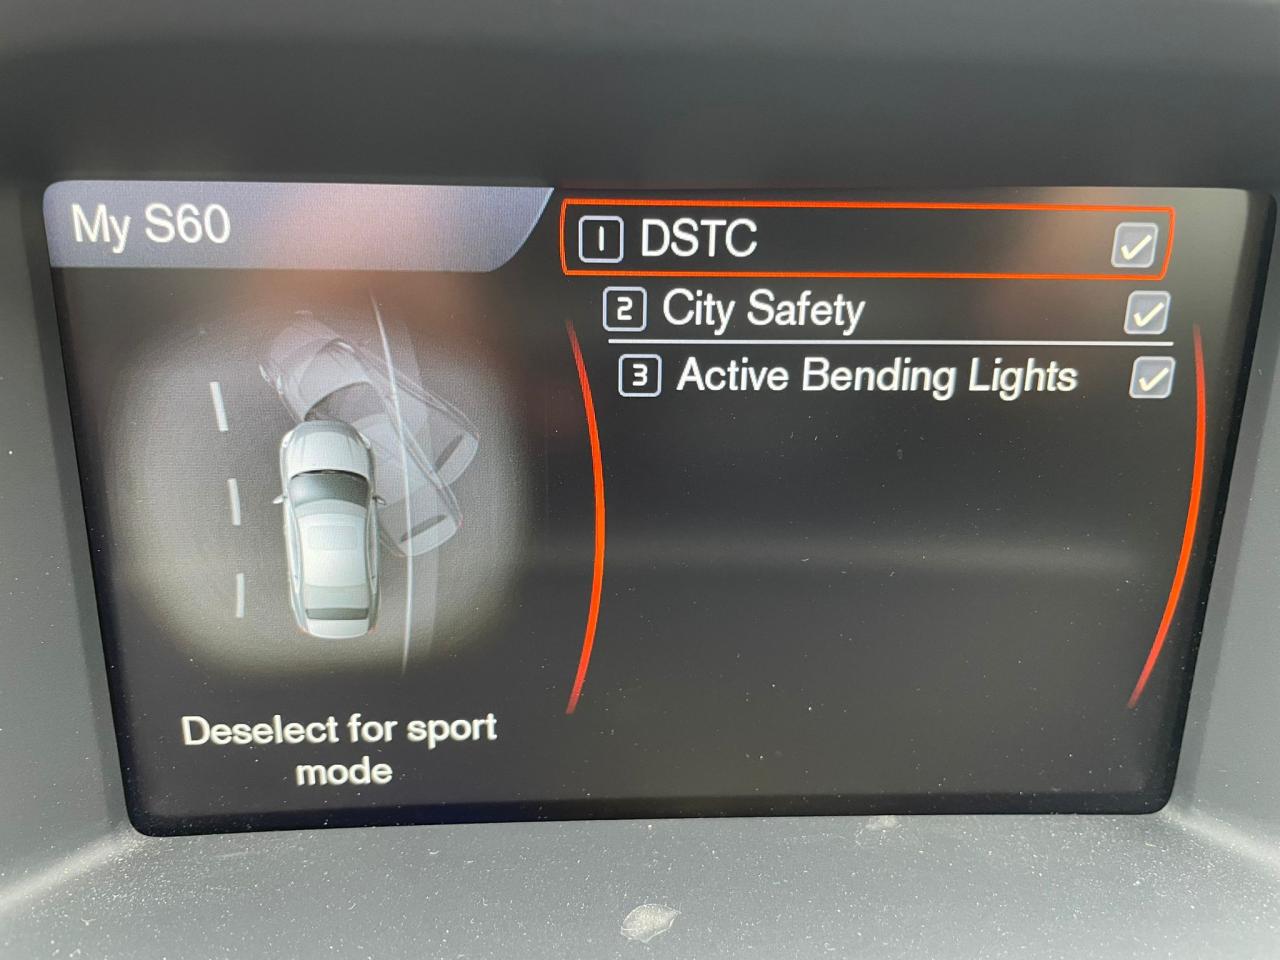 My S60
1 DSTC
2 City Safety
3 Active Bending Lights
Deselect for sport
mode